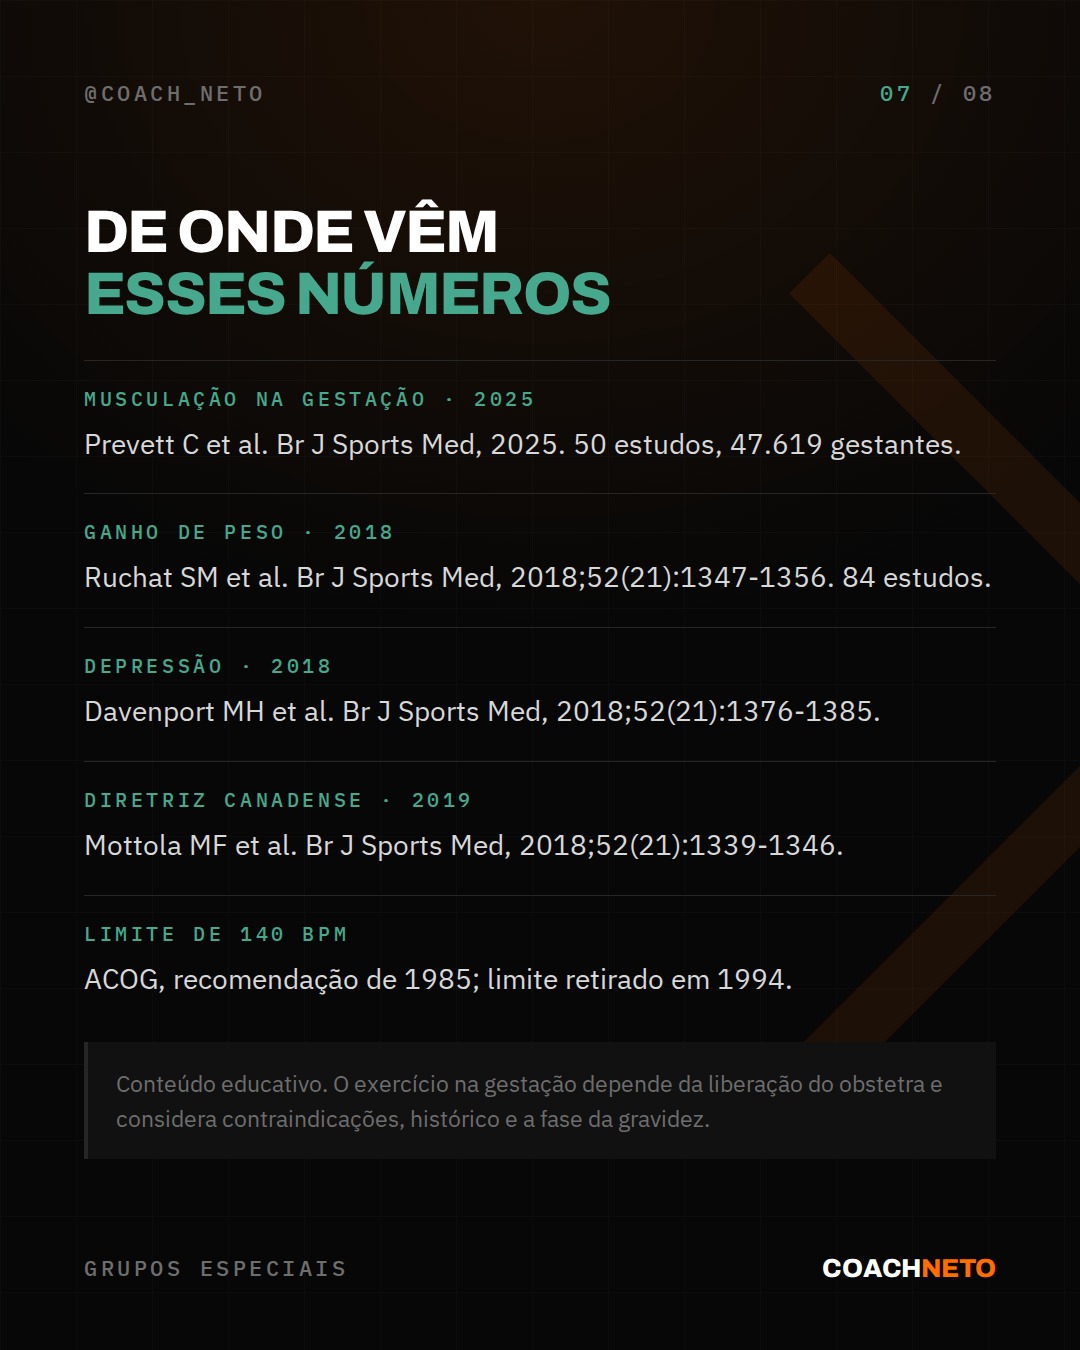 @COACH_NETO
07 / 08
DE ONDE VÊM
ESSES NÚMEROS
MUSCULAÇÃO NA GESTAÇÃO · 2025
Prevett C et al. Br J Sports Med, 2025. 50 estudos, 47.619 gestantes.
GANHO DE PESO · 2018
Ruchat SM et al. Br J Sports Med, 2018;52(21):1347-1356. 84 estudos.
DEPRESSÃO · 2018
Davenport MH et al. Br J Sports Med, 2018;52(21):1376-1385.
DIRETRIZ CANADENSE · 2019
Mottola MF et al. Br J Sports Med, 2018;52(21):1339-1346.
LIMITE DE 140 BPM
ACOG, recomendação de 1985; limite retirado em 1994.
Conteúdo educativo. O exercício na gestação depende da liberação do obstetra e
considera contraindicações, histórico e a fase da gravidez.
GRUPOS ESPECIAIS
COACHNETO